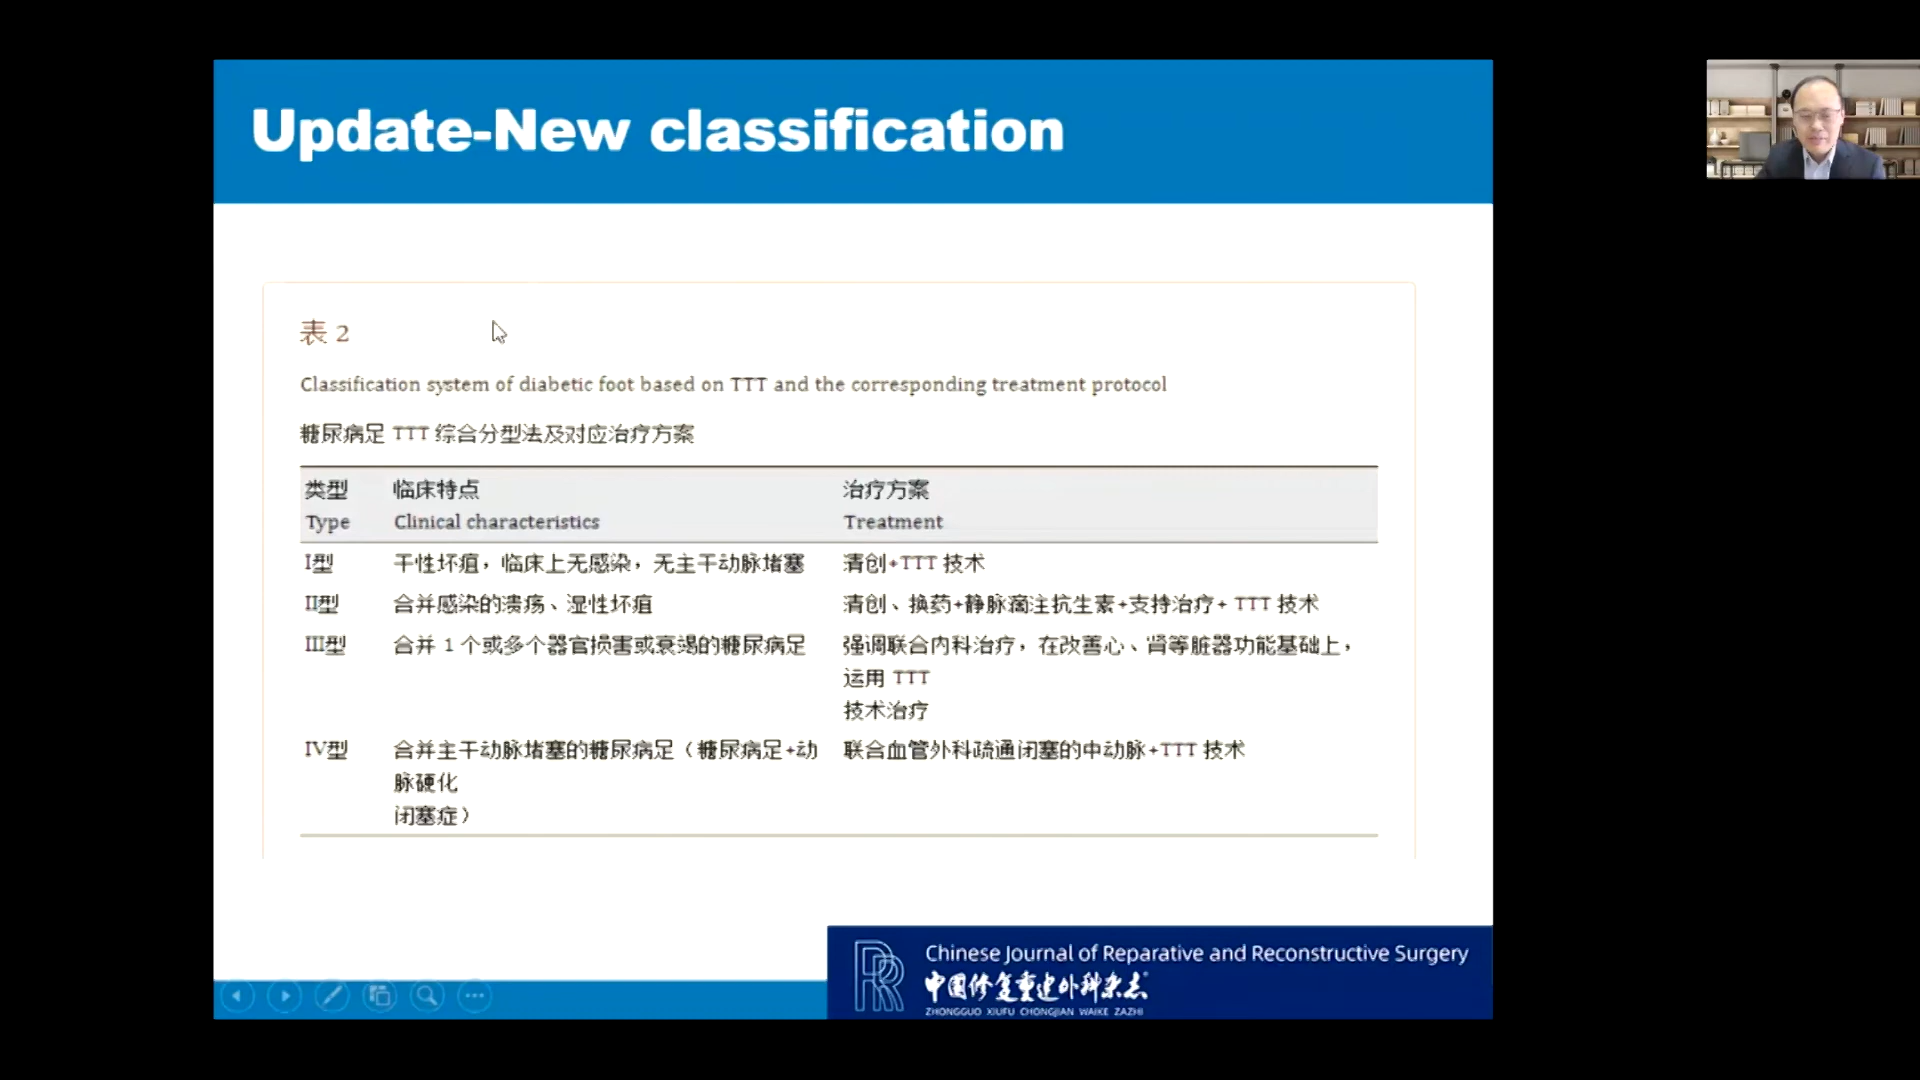 Update-New classification
表 2
Classification system of diabetic foot based on TTT and the corresponding treatment protocol
糖尿病足 TTT 综合分型法及对应治疗方案
类型 临床特点 治疗方案
Type Clinical characteristics Treatment
I型 干性坏疽，临床上无感染，无主干动脉堵塞 清创+TTT 技术
II型 合并感染的溃疡、湿性坏疽 清创、换药+静脉滴注抗生素+支持治疗+ TTT 技术
III型 合并 1 个或多个器官损害或衰竭的糖尿病足 强调联合内科治疗，在改善心、肾等脏器功能基础上，
运用 TTT
技术治疗
IV型 合并主干动脉堵塞的糖尿病足（糖尿病足+动 联合血管外科疏通闭塞的中动脉+TTT 技术
脉硬化
闭塞症）
Chinese Journal of Reparative and Reconstructive Surgery
中国修复重建外科杂志
ZHONGGUO XIUFU CHONGJIAN WAIKE ZAZHI